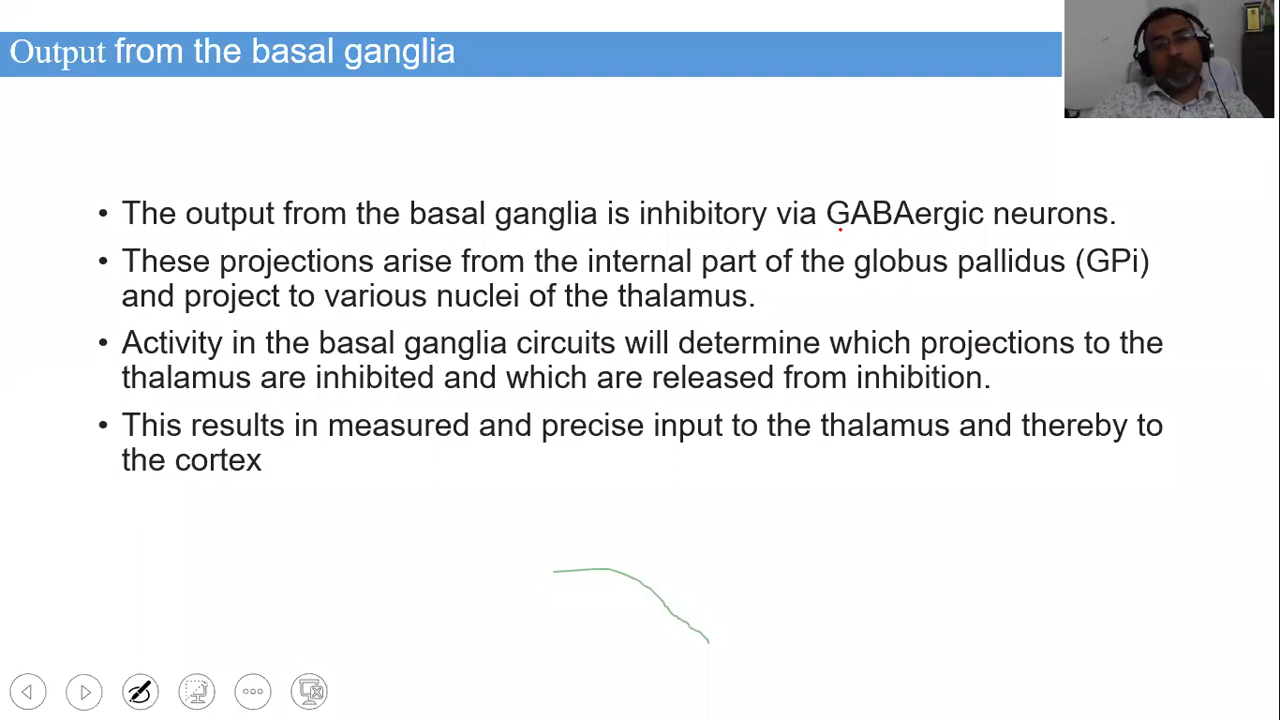 Output from the basal ganglia
• The output from the basal ganglia is inhibitory via GABAergic neurons.
• These projections arise from the internal part of the globus pallidus (GPi)
and project to various nuclei of the thalamus.
• Activity in the basal ganglia circuits will determine which projections to the
thalamus are inhibited and which are released from inhibition.
• This results in measured and precise input to the thalamus and thereby to
the cortex